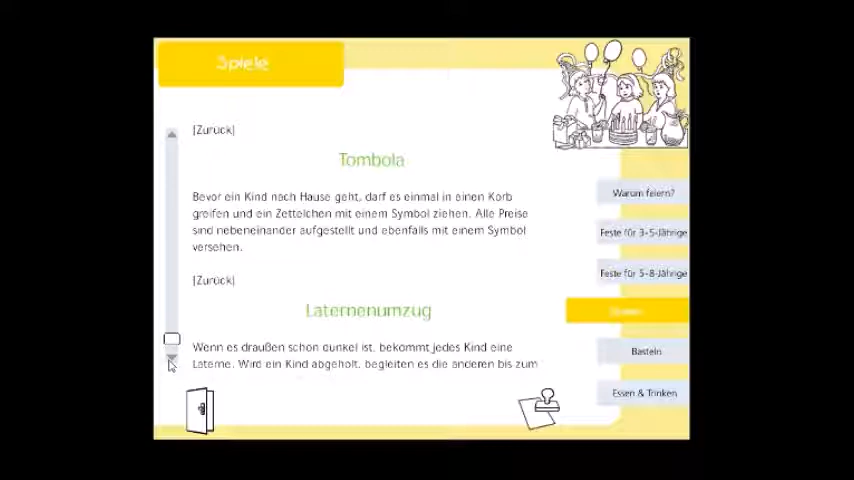 Spiele
[Zurück]
Tombola
Bevor ein Kind nach Hause geht, darf es einmal in einen Korb
greifen und ein Zettelchen mit einem Symbol ziehen. Alle Preise
sind nebeneinander aufgestellt und ebenfalls mit einem Symbol
versehen.
[Zurück]
Laternenumzug
Wenn es draußen schon dunkel ist, bekommt jedes Kind eine
Laterne. Wird ein Kind abgeholt, begleiten es die anderen bis zum
Warum feiern?
Feste für 3-5-Jährige
Feste für 5-8-Jährige
Basteln
Essen & Trinken